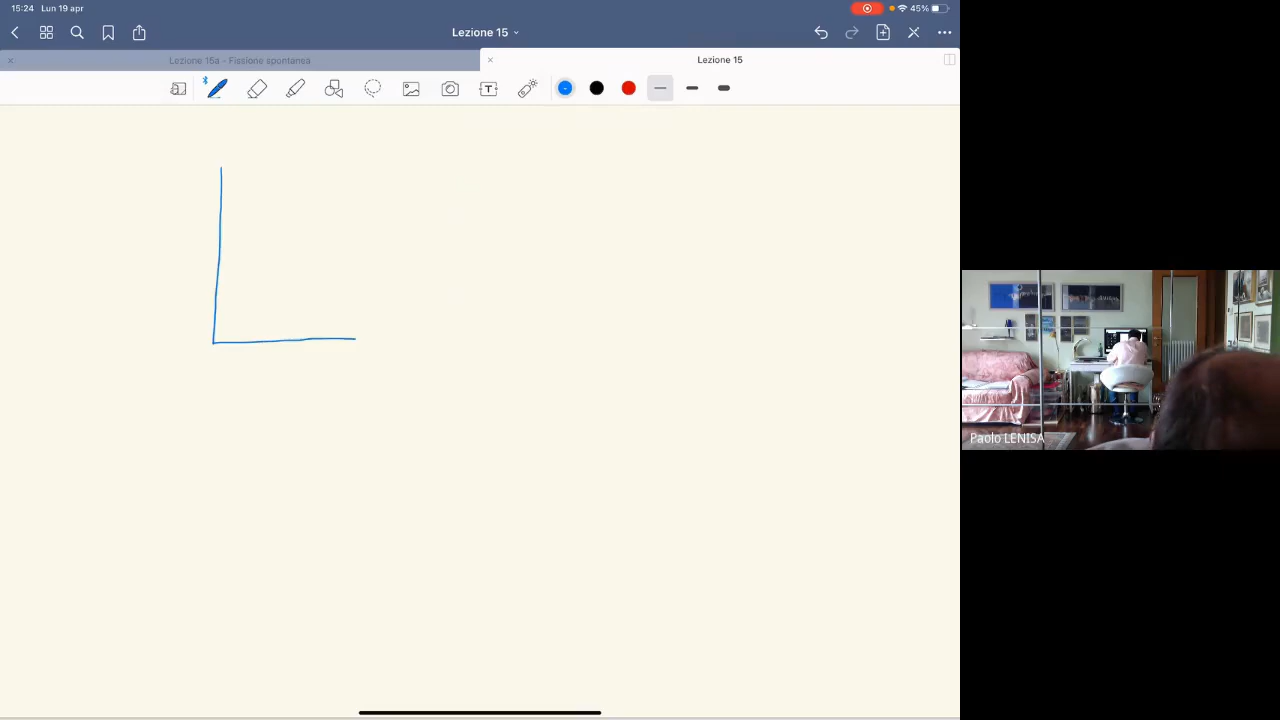 15:24 Lun 19 apr
45%
Lezione 15
Lezione 15a - Fissione spontanea
Lezione 15
T
Paolo LENISA